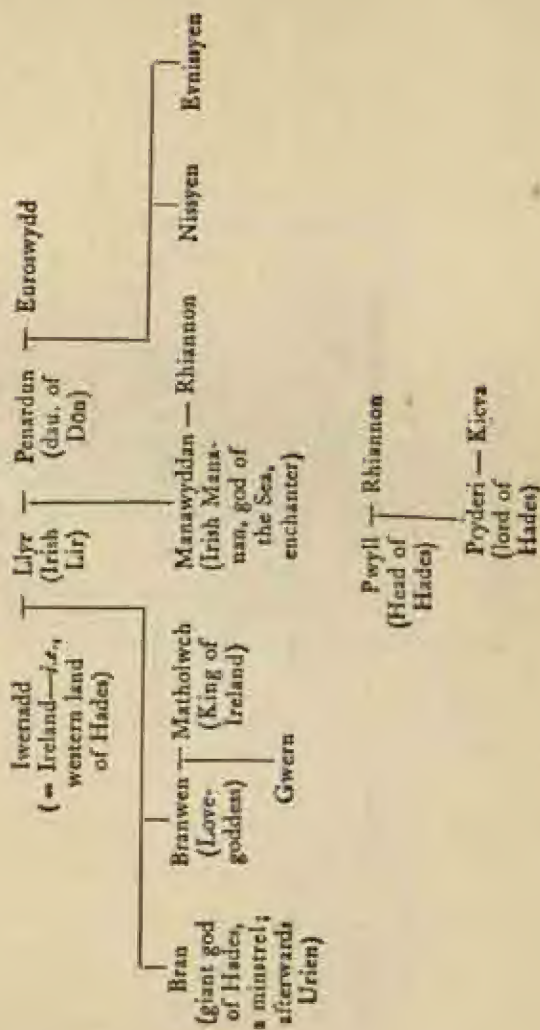 Iweriadd
(= Ireland—i.e.,
western land
of Hades)
Llyr
(Irish
Lir)
Penardun
(dau. of
Dōn)
Euroswydd
Bran
(giant god
of Hades,
a minstrel;
afterwards
Urien)
Branwen — Matholwch
(Love-
goddess)
(King of
Ireland)
Gwern
Manawyddan — Rhiannon
(Irish Mana-
nan, god of
the Sea,
enchanter)
Nissyen
Evnissyen
Pwyll — Rhiannon
(Head of
Hades)
Pryderi — Kicva
(lord of
Hades)